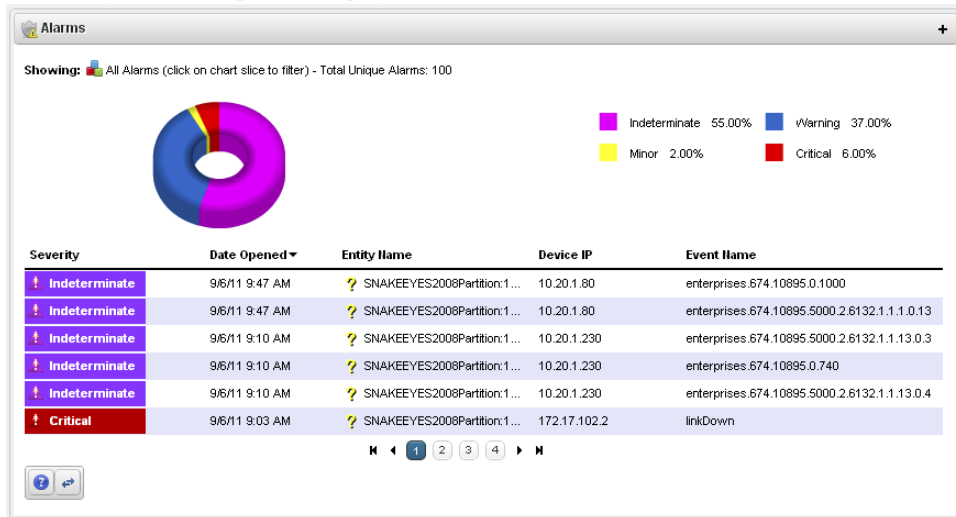 Alarms
+
Showing: All Alarms (click on chart slice to filter) - Total Unique Alarms: 100
Indeterminate 55.00% Warning 37.00%
Minor 2.00% Critical 6.00%
Severity Date Opened Entity Name Device IP Event Name
Indeterminate 9/6/11 9:47 AM SNAKEEYES2008Partition:1... 10.20.1.80 enterprises.674.10895.0.1000
Indeterminate 9/6/11 9:47 AM SNAKEEYES2008Partition:1... 10.20.1.80 enterprises.674.10895.5000.2.6132.1.1.1.0.13
Indeterminate 9/6/11 9:10 AM SNAKEEYES2008Partition:1... 10.20.1.230 enterprises.674.10895.5000.2.6132.1.1.13.0.3
Indeterminate 9/6/11 9:10 AM SNAKEEYES2008Partition:1... 10.20.1.230 enterprises.674.10895.0.740
Indeterminate 9/6/11 9:10 AM SNAKEEYES2008Partition:1... 10.20.1.230 enterprises.674.10895.5000.2.6132.1.1.13.0.4
Critical 9/6/11 9:03 AM SNAKEEYES2008Partition:1... 172.17.102.2 linkDown
1 2 3 4